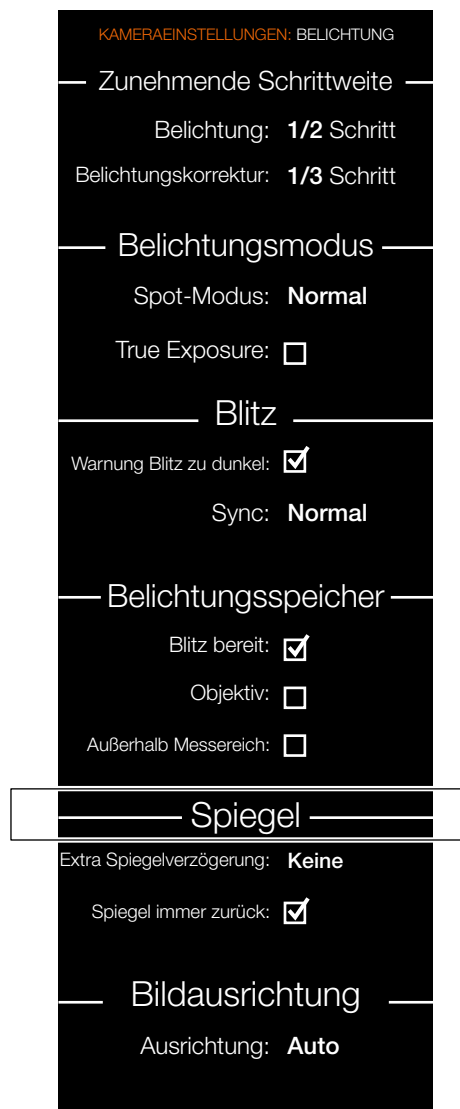 KAMERAEINSTELLUNGEN: BELICHTUNG
Zunehmende Schrittweite
Belichtung: 1/2 Schritt
Belichtungskorrektur: 1/3 Schritt
Belichtungsmodus
Spot-Modus: Normal
True Exposure:
Blitz
Warnung Blitz zu dunkel:
Sync: Normal
Belichtungsspeicher
Blitz bereit:
Objektiv:
Außerhalb Messereich:
Spiegel
Extra Spiegelverzögerung: Keine
Spiegel immer zurück:
Bildausrichtung
Ausrichtung: Auto